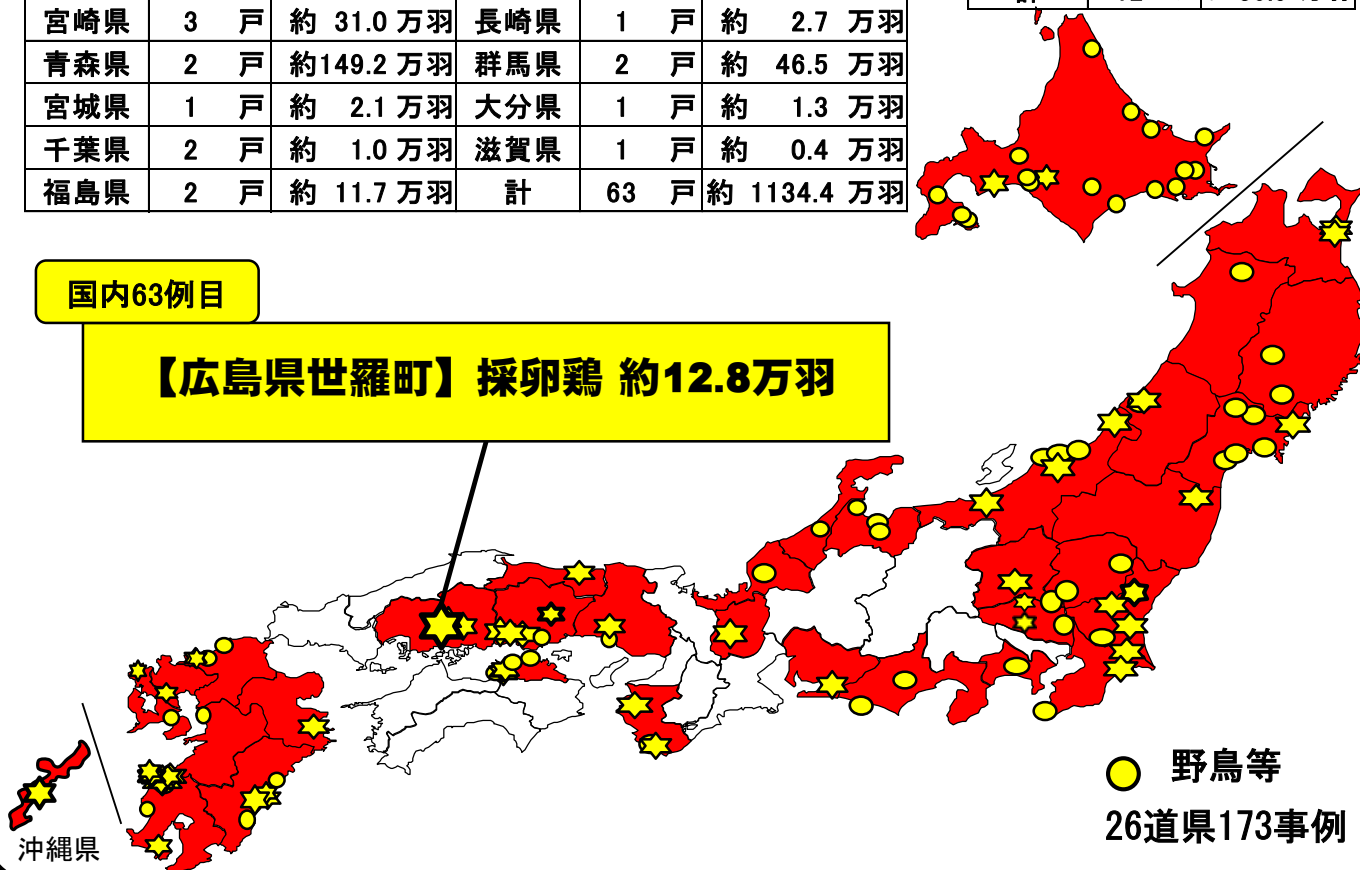 宮崎県 3 戸 約 31.0 万羽 長崎県 1 戸 約 2.7 万羽
青森県 2 戸 約149.2 万羽 群馬県 2 戸 約 46.5 万羽
宮城県 1 戸 約 2.1 万羽 大分県 1 戸 約 1.3 万羽
千葉県 2 戸 約 1.0 万羽 滋賀県 1 戸 約 0.4 万羽
福島県 2 戸 約 11.7 万羽 計 63 戸 約 1134.4 万羽
国内63例目
【広島県世羅町】採卵鶏 約12.8万羽
野鳥等
26道県173事例
沖縄県